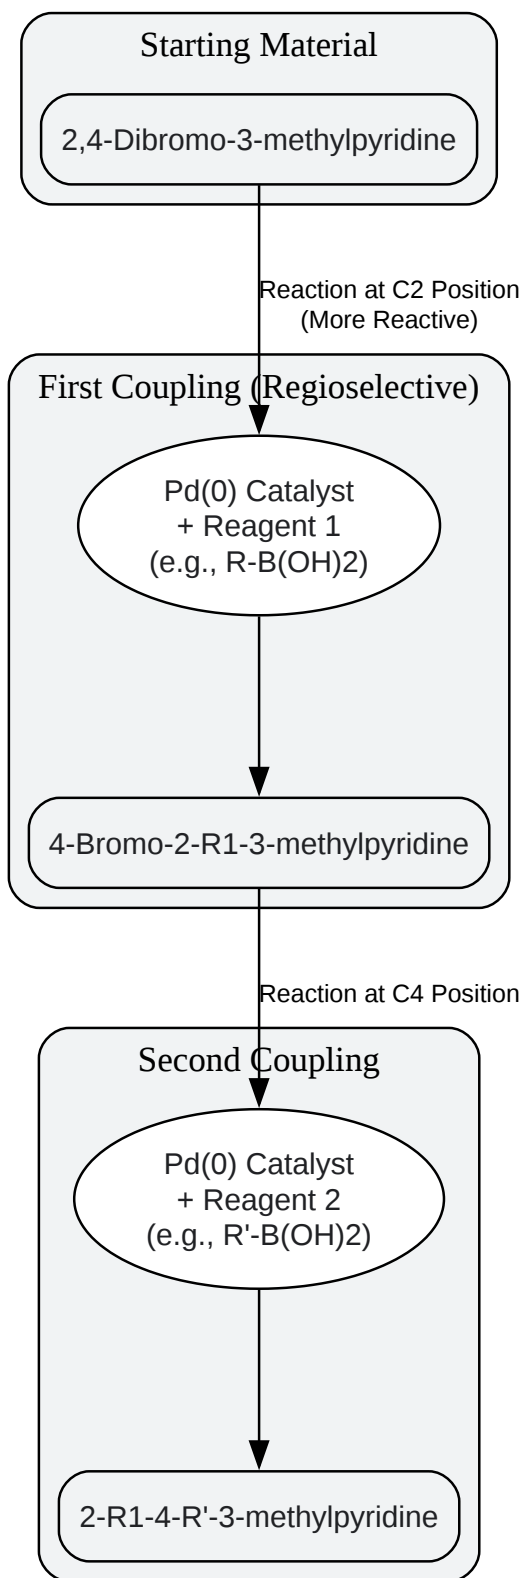 Starting Material
2,4-Dibromo-3-methylpyridine
Reaction at C2 Position
(More Reactive)
First Coupling (Regioselective)
Pd(0) Catalyst
+ Reagent 1
(e.g., R-B(OH)2)
4-Bromo-2-R1-3-methylpyridine
Reaction at C4 Position
Second Coupling
Pd(0) Catalyst
+ Reagent 2
(e.g., R'-B(OH)2)
2-R1-4-R'-3-methylpyridine